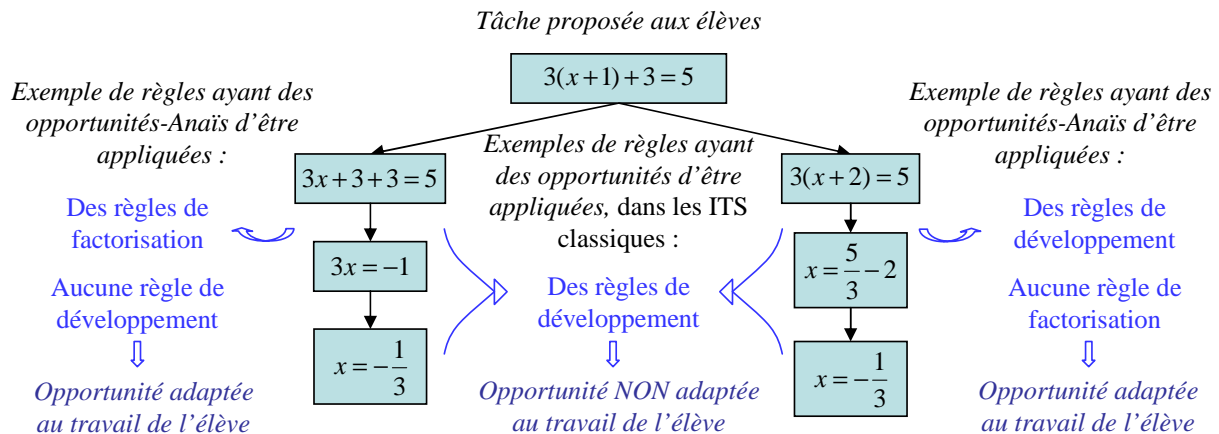 Tâche proposée aux élèves
3(x+1)+3=5
Exemple de règles ayant des
opportunités-Anaïs d’être
appliquées :
Des règles de
factorisation
Aucune règle de
développement
⇩
Opportunité adaptée
au travail de l’élève
3x+3+3=5
3x=−1
x=−1/3
Exemples de règles ayant
des opportunités d’être
appliquées, dans les ITS
classiques :
Des règles de
développement
⇩
Opportunité NON adaptée
au travail de l’élève
3(x+2)=5
x=5/3−2
x=−1/3
Exemple de règles ayant des
opportunités-Anaïs d’être
appliquées :
Des règles de
développement
Aucune règle de
factorisation
⇩
Opportunité adaptée
au travail de l’élève